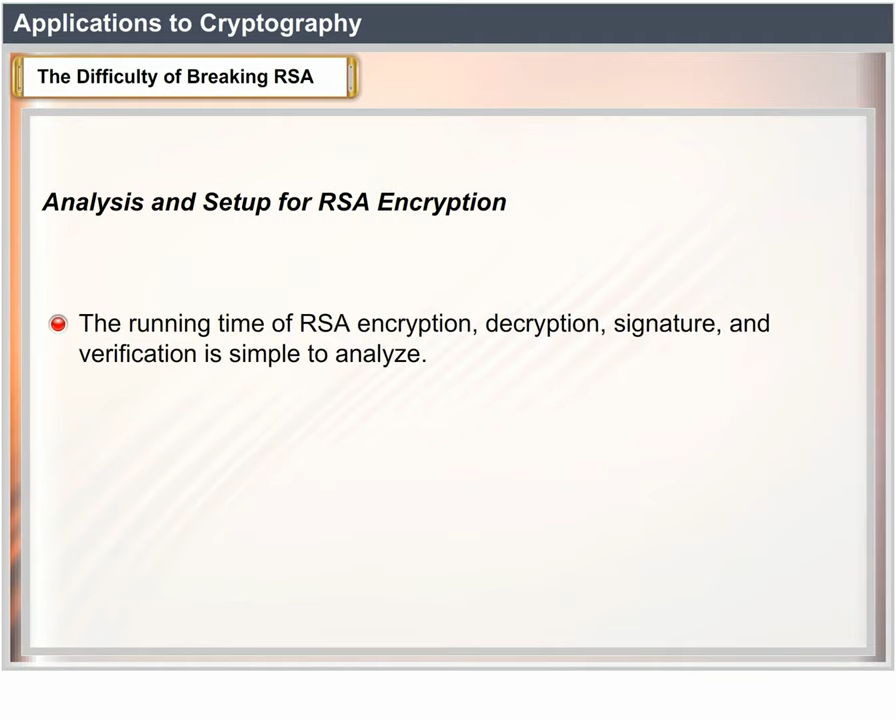 Applications to Cryptography
The Difficulty of Breaking RSA
Analysis and Setup for RSA Encryption
The running time of RSA encryption, decryption, signature, and
verification is simple to analyze.